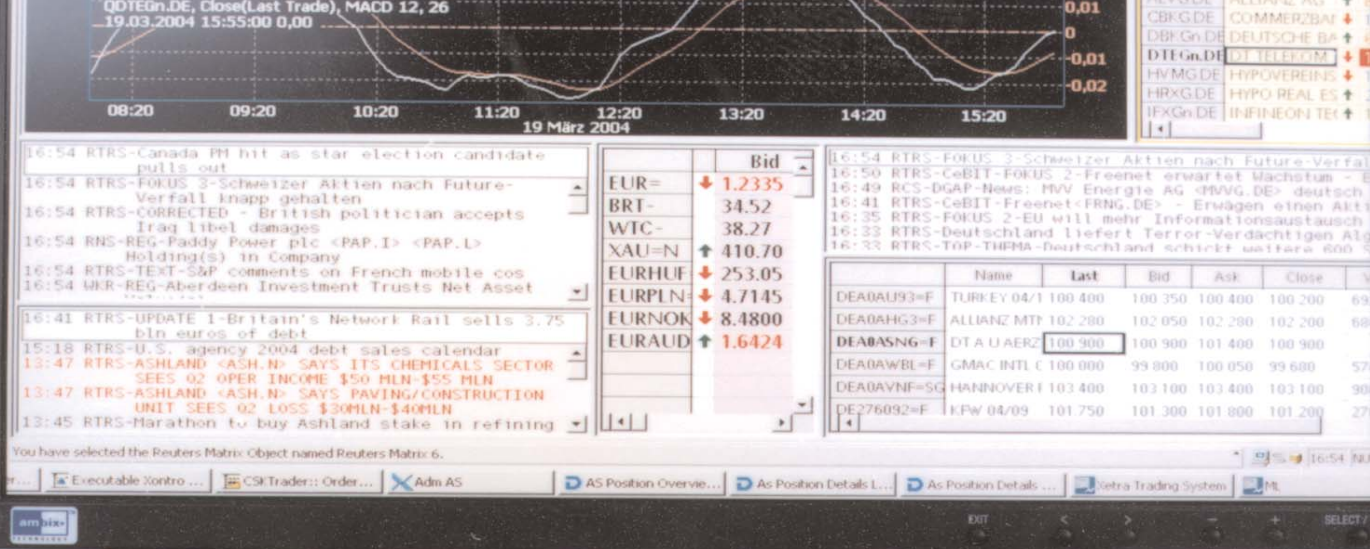 QDTEGn.DE, Close(Last Trade), MACD 12, 26
19.03.2004 15:55:00 0,00
0,01
0
-0,01
-0,02
08:20 09:20 10:20 11:20 12:20 13:20 14:20 15:20
19 März 2004
CBKG.DE COMMERZBAN
DBKGn.DE DEUTSCHE BA
DTEGn.DE DT TELEKOM
HVMG.DE HYPOVEREINS
HRXG.DE HYPO REAL ES
IFXGn.DE INFINEON TEC
16:54 RTRS-Canada PM hit as star election candidate
pulls out
16:54 RTRS-FOKUS 3-Schweizer Aktien nach Future-
Verfall knapp gehalten
16:54 RTRS-CORRECTED - British politician accepts
Iraq libel damages
16:54 RNS-REG-Paddy Power plc <PAP.I> <PAP.L>
Holding(s) in Company
16:54 RTRS-TEXT-S&P comments on French mobile cos
16:54 WKR-REG-Aberdeen Investment Trusts Net Asset
16:41 RTRS-UPDATE 1-Britain's Network Rail sells 3.75
bln euros of debt
15:18 RTRS-U.S. agency 2004 debt sales calendar
13:47 RTRS-ASHLAND <ASH.N> SAYS ITS CHEMICALS SECTOR
SEES Q2 OPER INCOME $50 MLN-$55 MLN
13:47 RTRS-ASHLAND <ASH.N> SAYS PAVING/CONSTRUCTION
UNIT SEES Q2 LOSS $30MLN-$40MLN
13:45 RTRS-Marathon to buy Ashland stake in refining
Bid
EUR= 1.2335
BRT- 34.52
WTC- 38.27
XAU=N 410.70
EURHUF 253.05
EURPLN= 4.7145
EURNOK 8.4800
EURAUD 1.6424
16:54 RTRS-FOKUS 3-Schweizer Aktien nach Future-Verfa
16:50 RTRS-CeBIT-FOKUS 2-Freenet erwartet Wachstum -
16:49 RCS-DGAP-News: MVV Energie AG <MVVG.DE> deutsch
16:41 RTRS-CeBIT-Freenet<FRNG.DE> - Erwägen einen Akt
16:35 RTRS-FOKUS 2-EU will mehr Informationsaustausch
16:33 RTRS-Deutschland liefert Terror-Verdächtigen Alg
16:33 RTRS-TOP-THEMA-Deutschland schickt weitere 600
Name Last Bid Ask Close
DEA0AU93=F TURKEY 04/1 100.400 100.350 100.400 100.200
DEA0AHG3=F ALLIANZ MTN 102.280 102.050 102.280 102.200
DEA0ASNG=F DT A U AERZ 100.900 100.900 101.400 100.900
DEA0AWBL=F GMAC INTL C 100.000 99.800 100.050 99.680
DEA0AVNF=SG HANNOVER F 103.400 103.100 103.400 103.100
DE276092=F KFW 04/09 101.750 101.300 101.800 101.200
You have selected the Reuters Matrix Object named Reuters Matrix 6.
16:54
Executable Xontro ... CSKTrader:: Order... Adm AS AS Position Overvie... As Position Details L... As Position Details ... Xetra Trading System ML
ambix
TECHNOLOGY
EXIT < > - + SELECT/